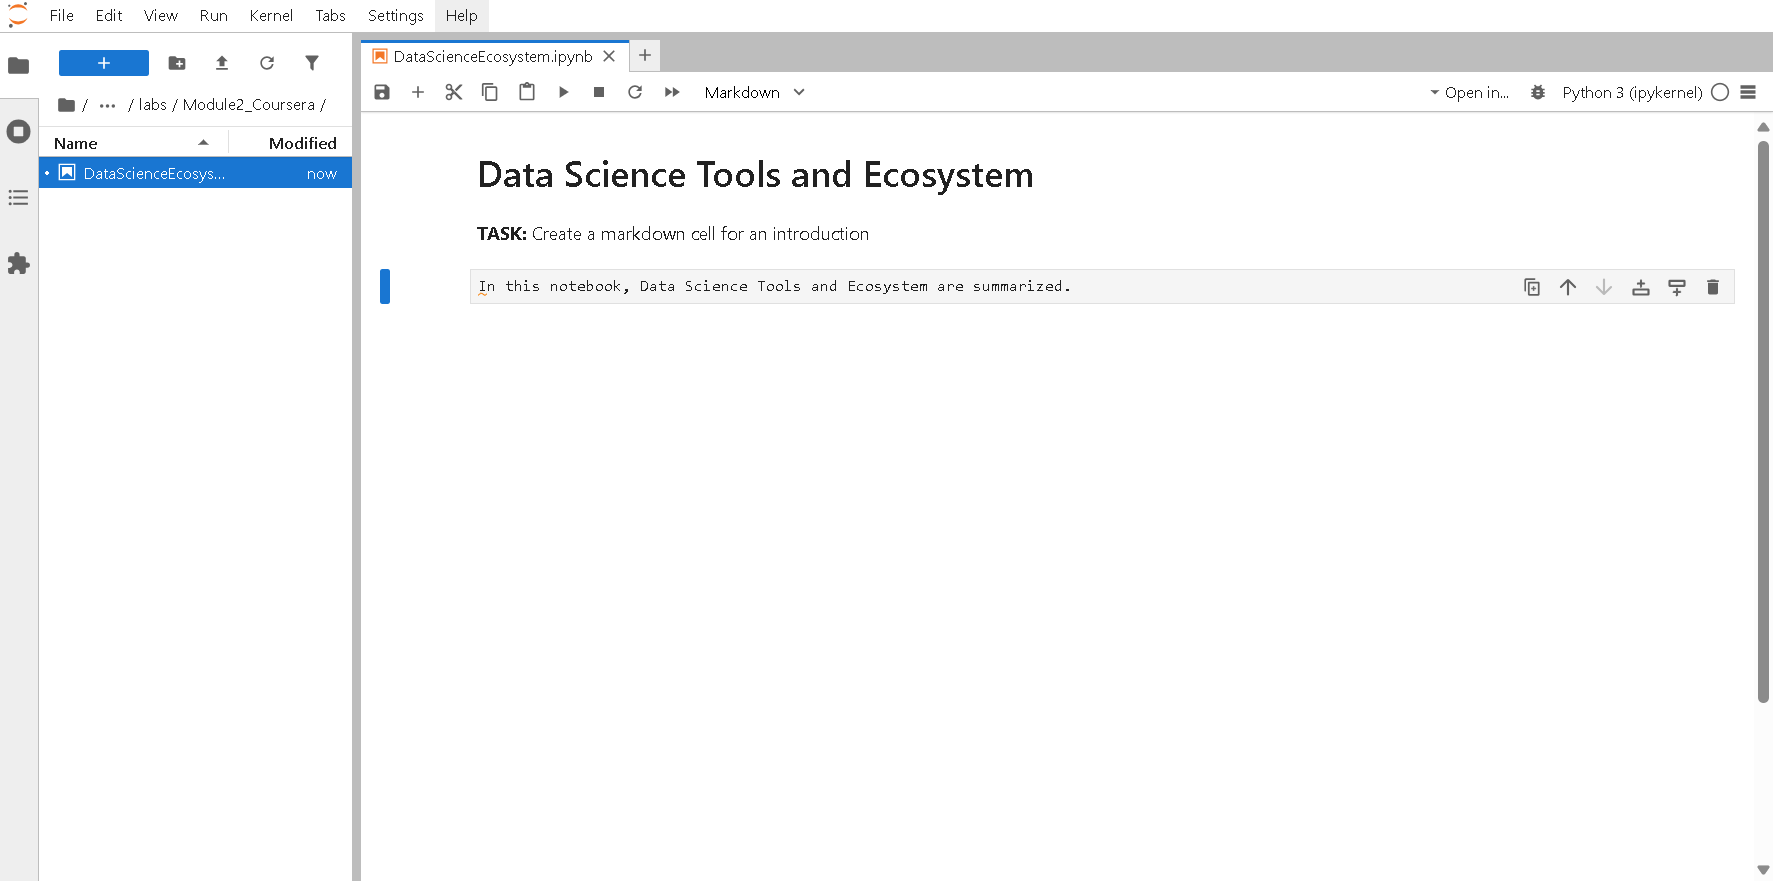 File Edit View Run Kernel Tabs Settings Help
/ ··· / labs / Module2_Coursera /
Name Modified
DataScienceEcosys... now
DataScienceEcosystem.ipynb
Markdown
Open in... Python 3 (ipykernel)
Data Science Tools and Ecosystem
TASK: Create a markdown cell for an introduction
In this notebook, Data Science Tools and Ecosystem are summarized.